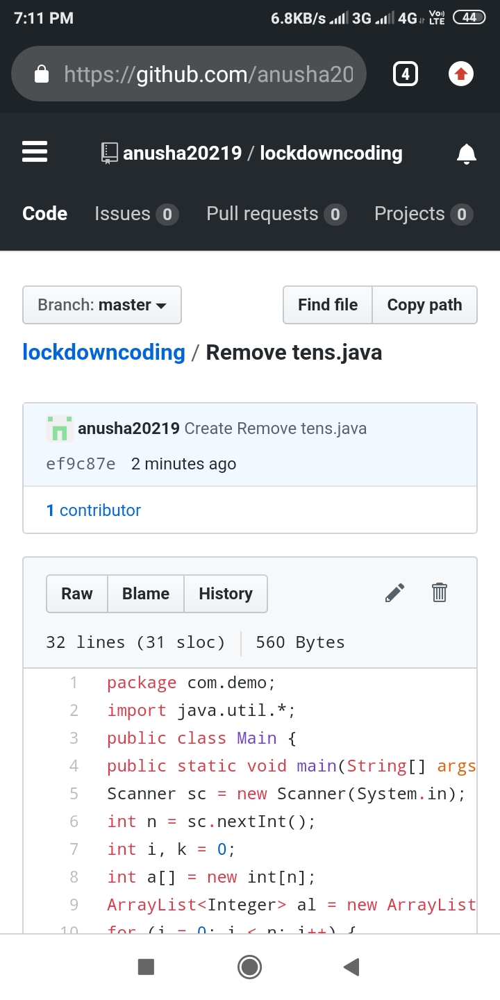 7:11 PM 6.8KB/s 3G 4G Vo) LTE 44
https://github.com/anusha20 4
anusha20219 / lockdowncoding
Code Issues 0 Pull requests 0 Projects 0
Branch: master Find file Copy path
lockdowncoding / Remove tens.java
anusha20219 Create Remove tens.java
ef9c87e 2 minutes ago
1 contributor
Raw Blame History
32 lines (31 sloc) 560 Bytes
1 package com.demo;
2 import java.util.*;
3 public class Main {
4 public static void main(String[] args
5 Scanner sc = new Scanner(System.in);
6 int n = sc.nextInt();
7 int i, k = 0;
8 int a[] = new int[n];
9 ArrayList<Integer> al = new ArrayList
10 for (i = 0; i < n; i++) {